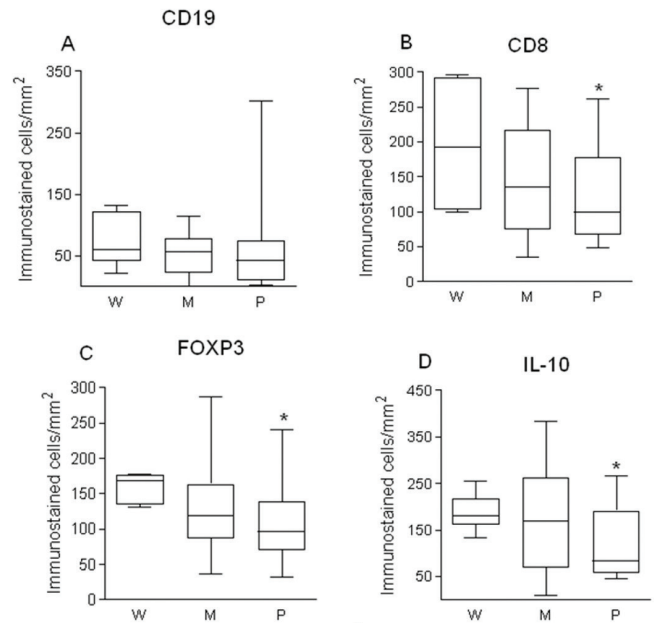 CD19
A
Immunostained cells/mm²
350
250
150
50
W M P
CD8
B
Immunostained cells/mm²
300
250
200
150
100
50
0
*
W M P
FOXP3
C
Immunostained cells/mm²
300
250
200
150
100
50
0
*
W M P
IL-10
D
Immunostained cells/mm²
450
350
250
150
50
*
W M P